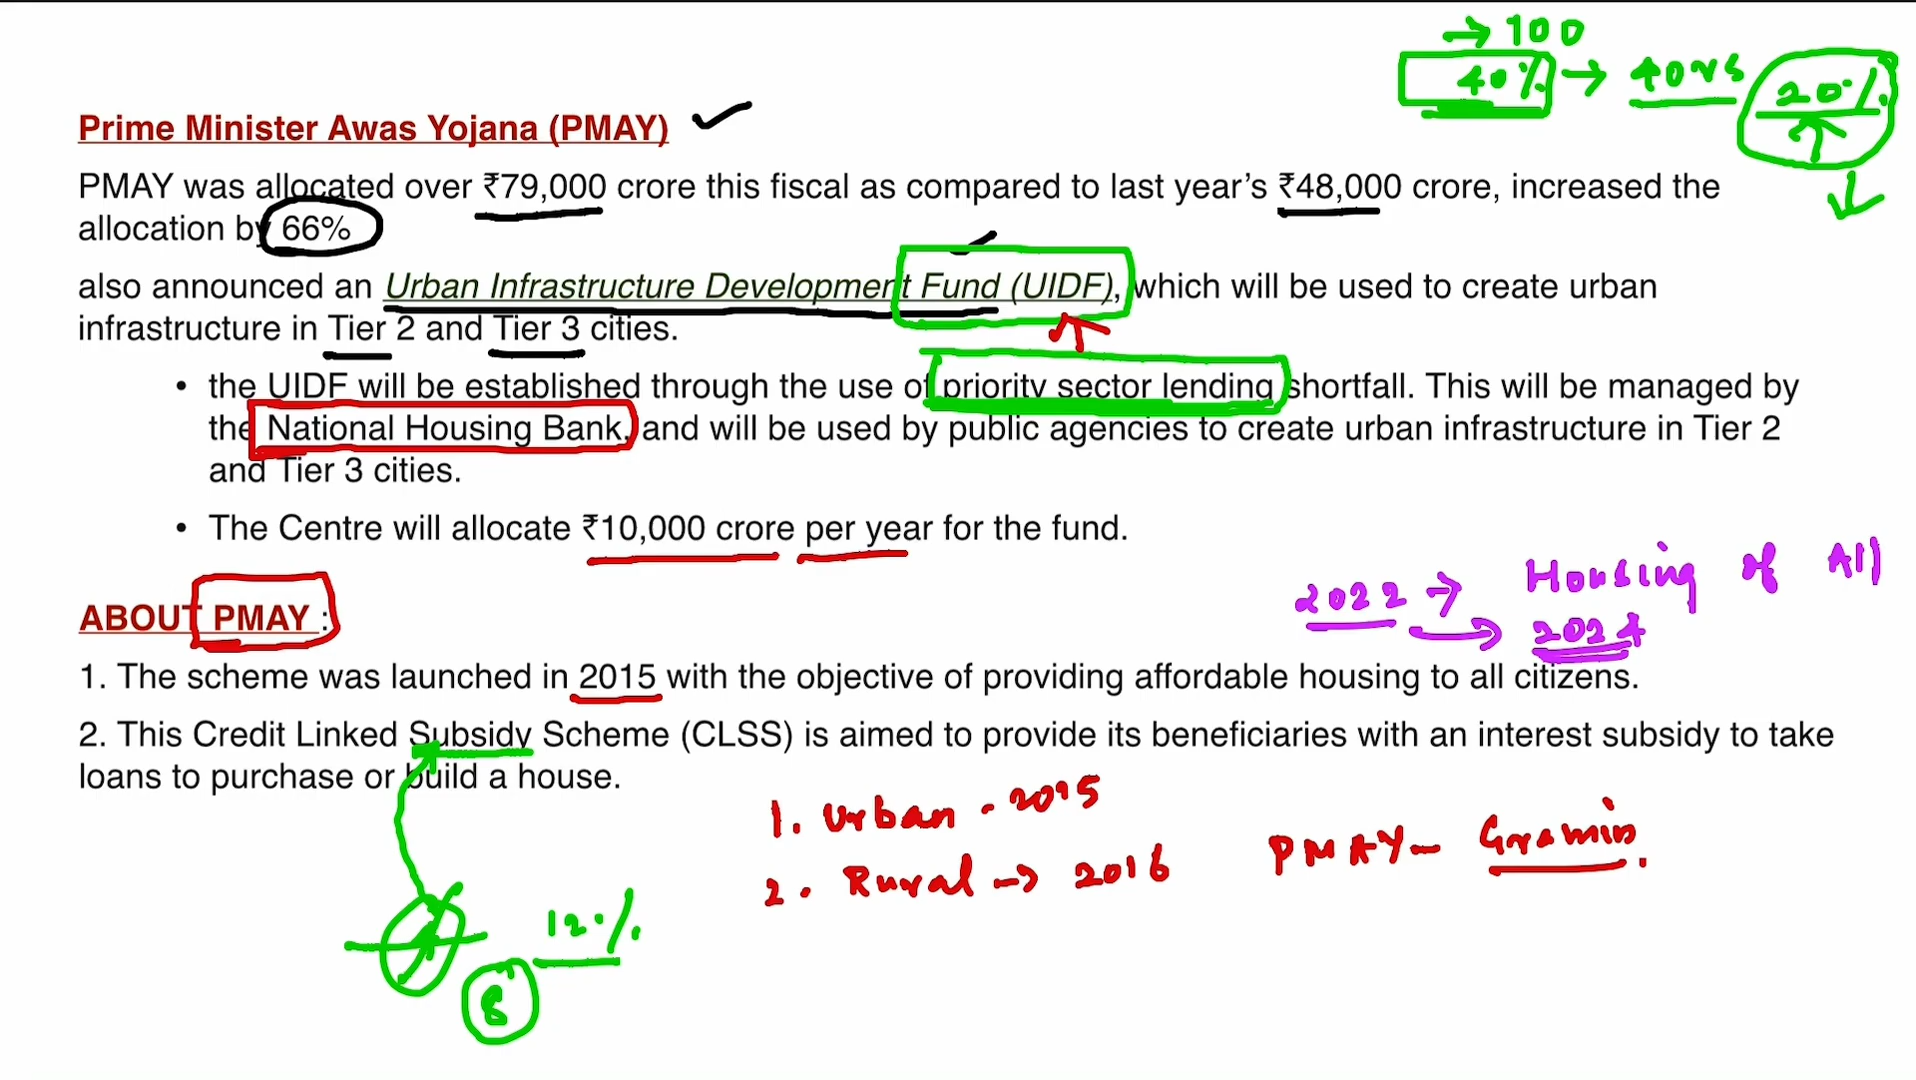 → 100
40% → 40rs 20%
Prime Minister Awas Yojana (PMAY)
PMAY was allocated over ₹79,000 crore this fiscal as compared to last year's ₹48,000 crore, increased the
allocation by 66%
also announced an Urban Infrastructure Development Fund (UIDF), which will be used to create urban
infrastructure in Tier 2 and Tier 3 cities.
• the UIDF will be established through the use of priority sector lending shortfall. This will be managed by
the National Housing Bank, and will be used by public agencies to create urban infrastructure in Tier 2
and Tier 3 cities.
• The Centre will allocate ₹10,000 crore per year for the fund.
2022 → Housing of All
2024
ABOUT PMAY :
1. The scheme was launched in 2015 with the objective of providing affordable housing to all citizens.
2. This Credit Linked Subsidy Scheme (CLSS) is aimed to provide its beneficiaries with an interest subsidy to take
loans to purchase or build a house.
1. Urban - 2015
2. Rural → 2016 PMAY- Gramin.
12%
8